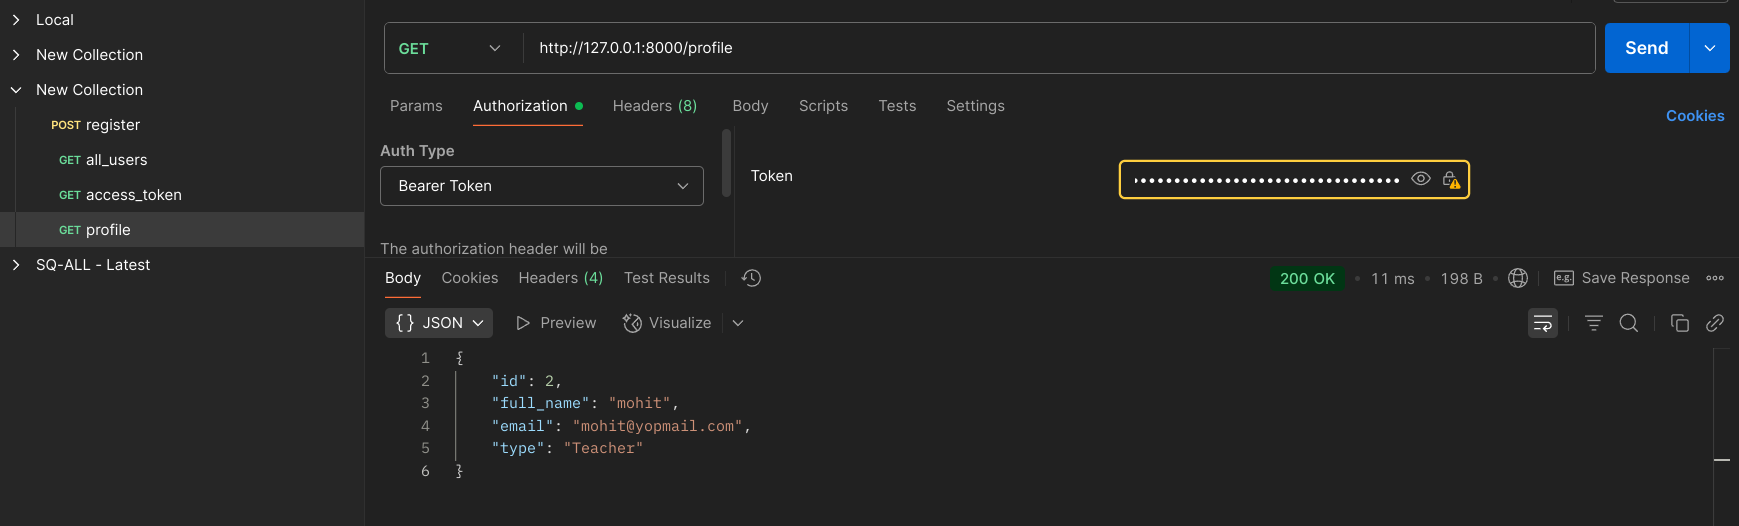 Local
New Collection
New Collection
POST register
GET all_users
GET access_token
GET profile
SQ-ALL - Latest
GET http://127.0.0.1:8000/profile Send
Params Authorization Headers (8) Body Scripts Tests Settings Cookies
Auth Type
Bearer Token
Token
The authorization header will be
Body Cookies Headers (4) Test Results 200 OK • 11 ms • 198 B • e.g. Save Response
{} JSON Preview Visualize
1 {
2 "id": 2,
3 "full_name": "mohit",
4 "email": "mohit@yopmail.com",
5 "type": "Teacher"
6 }